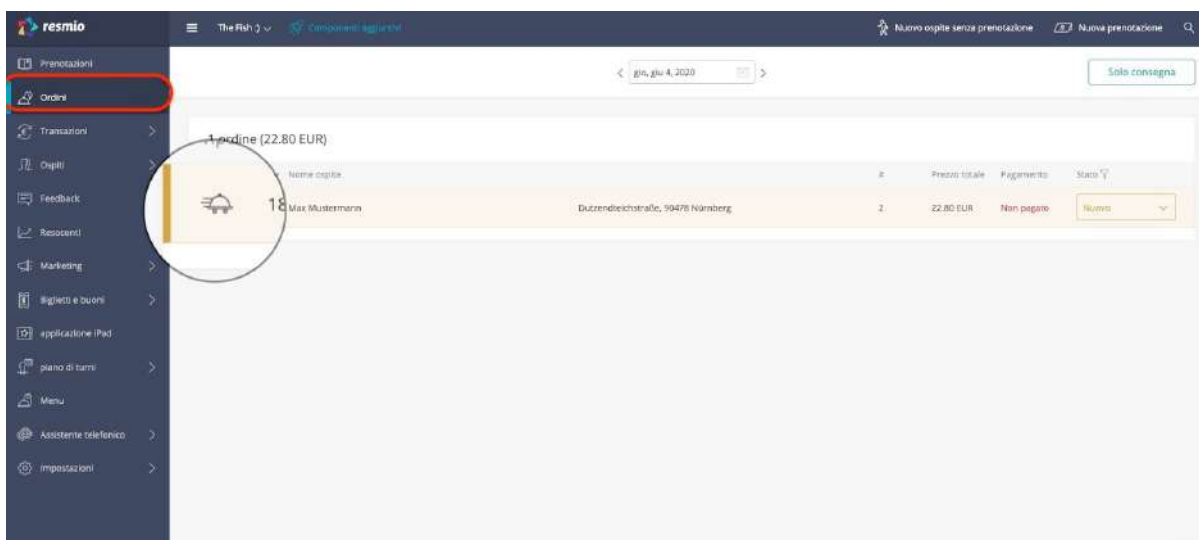 resmio
The Fish
Componenti aggiuntivi
Nuovo ospite senza prenotazione
Nuova prenotazione
Prenotazioni
Ordini
Transazioni
Ospiti
Feedback
Resoconti
Marketing
Biglietti e buoni
applicazione iPad
piano di turni
Menu
Assistente telefonico
Impostazioni
gio, giu 4, 2020
Solo consegna
1 ordine (22.80 EUR)
Nome ospite # Prezzo totale Pagamento Stato
18 Max Mustermann Dutzendteichstraße, 90478 Nürnberg 2 22.80 EUR Non pagato Nuovo